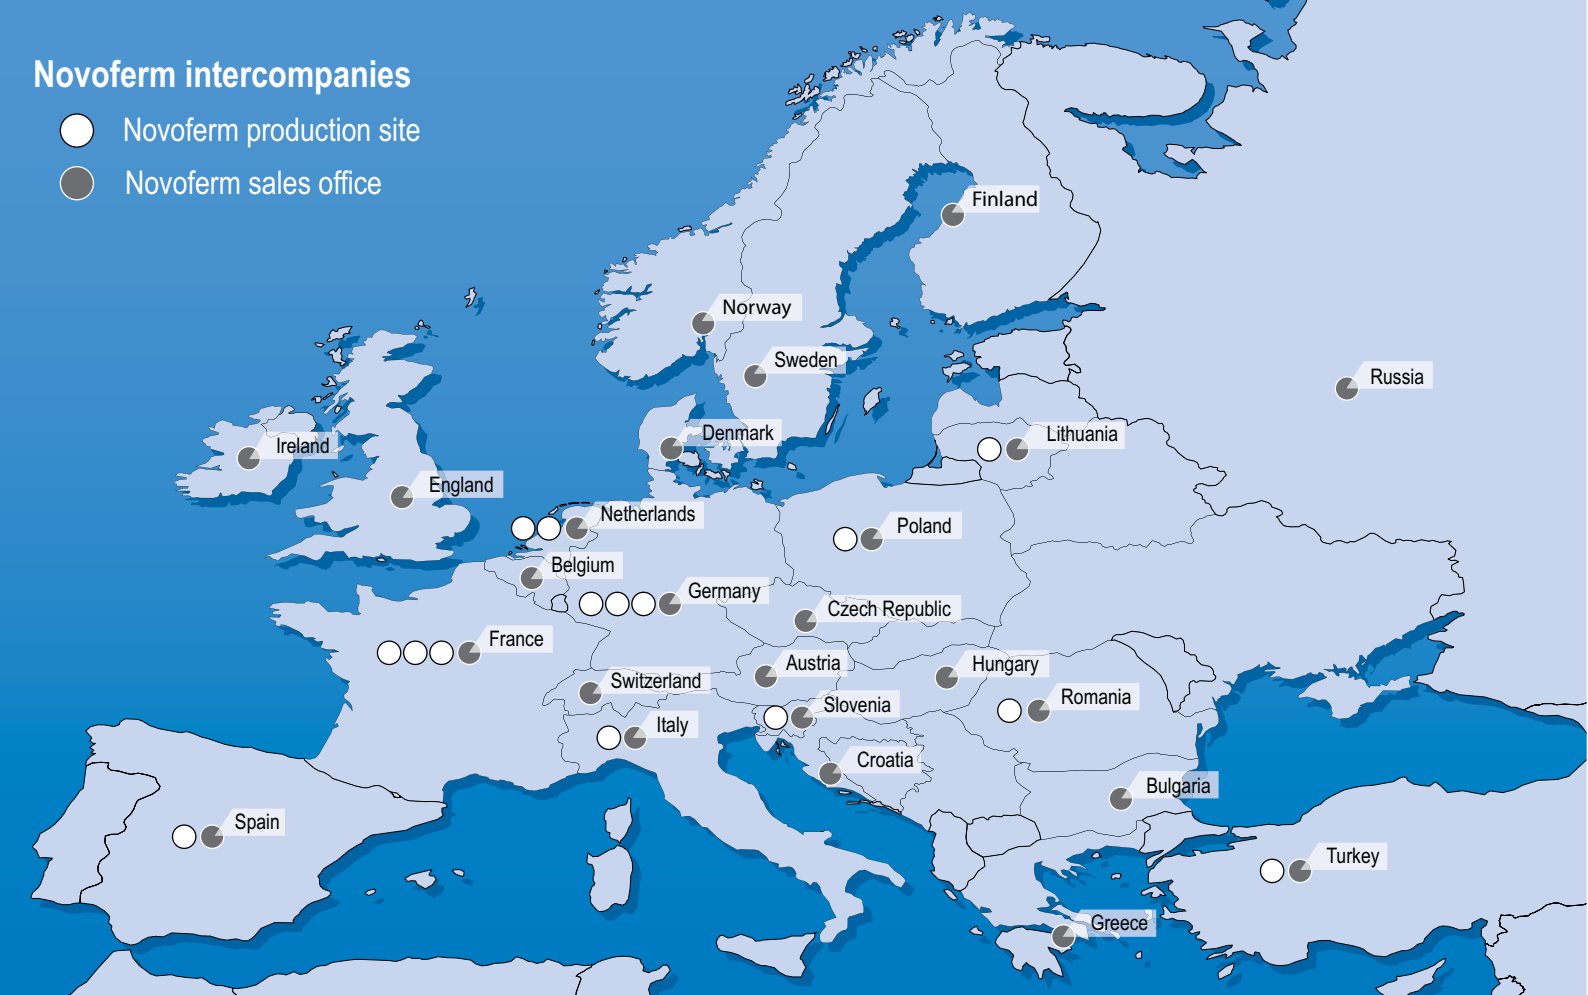 Novoferm intercompanies
Novoferm production site
Novoferm sales office
Finland
Norway
Sweden
Russia
Denmark
Lithuania
Ireland
England
Netherlands
Poland
Belgium
Germany
Czech Republic
France
Austria
Hungary
Switzerland
Romania
Slovenia
Italy
Croatia
Bulgaria
Spain
Turkey
Greece